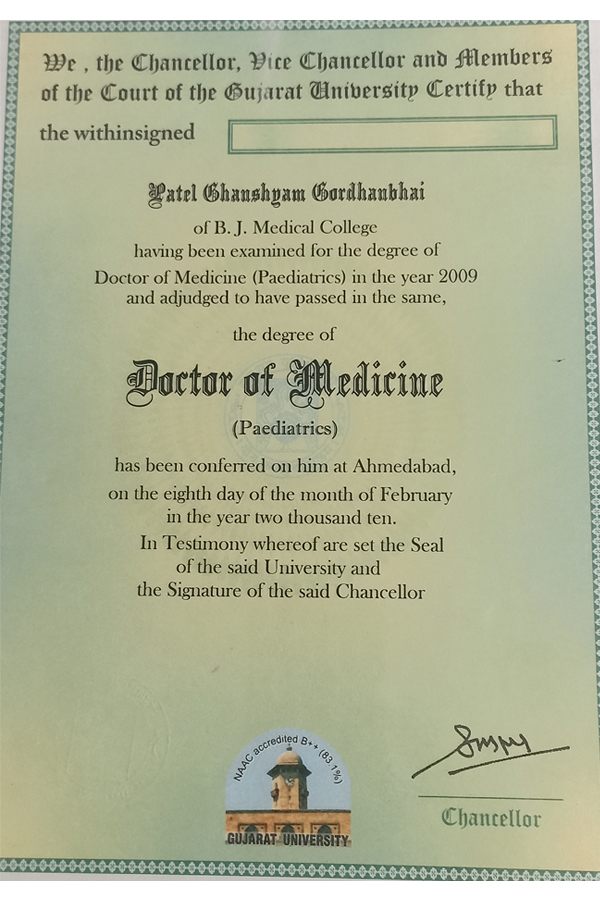 We , the Chancellor, Vice Chancellor and Members
of the Court of the Gujarat University Certify that
the withinsigned
Patel Ghanshyam Gordhanbhai
of B. J. Medical College
having been examined for the degree of
Doctor of Medicine (Paediatrics) in the year 2009
and adjudged to have passed in the same,
the degree of
Doctor of Medicine
(Paediatrics)
has been conferred on him at Ahmedabad,
on the eighth day of the month of February
in the year two thousand ten.
In Testimony whereof are set the Seal
of the said University and
the Signature of the said Chancellor
NAAC accredited B++ (83.1%)
GUJARAT UNIVERSITY
Chancellor